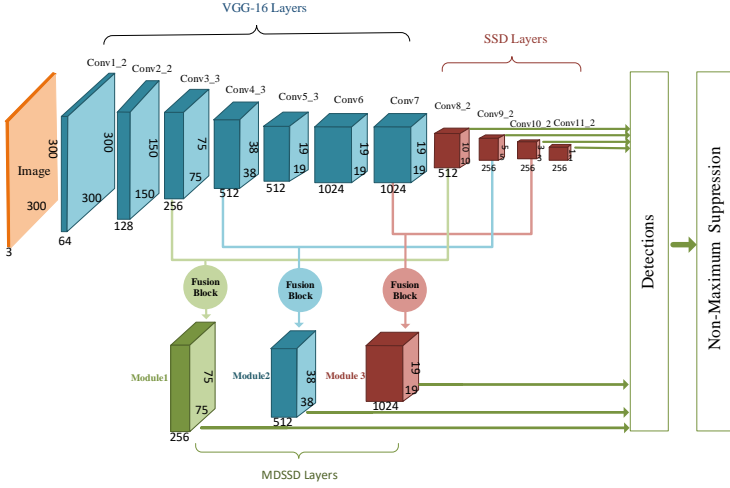 VGG-16 Layers
SSD Layers
Conv1_2
Conv2_2
Conv3_3
Conv4_3
Conv5_3
Conv6
Conv7
Conv8_2
Conv9_2
Conv10_2
Conv11_2
Image
300
300
3
300
300
64
150
150
128
75
75
256
38
38
512
19
19
512
19
19
1024
19
19
1024
10
10
512
5
5
256
3
3
256
1
1
256
Fusion
Block
Fusion
Block
Fusion
Block
Module1
75
75
256
Module2
38
38
512
Module 3
19
19
1024
MDSSD Layers
Detections
Non-Maximum Suppression